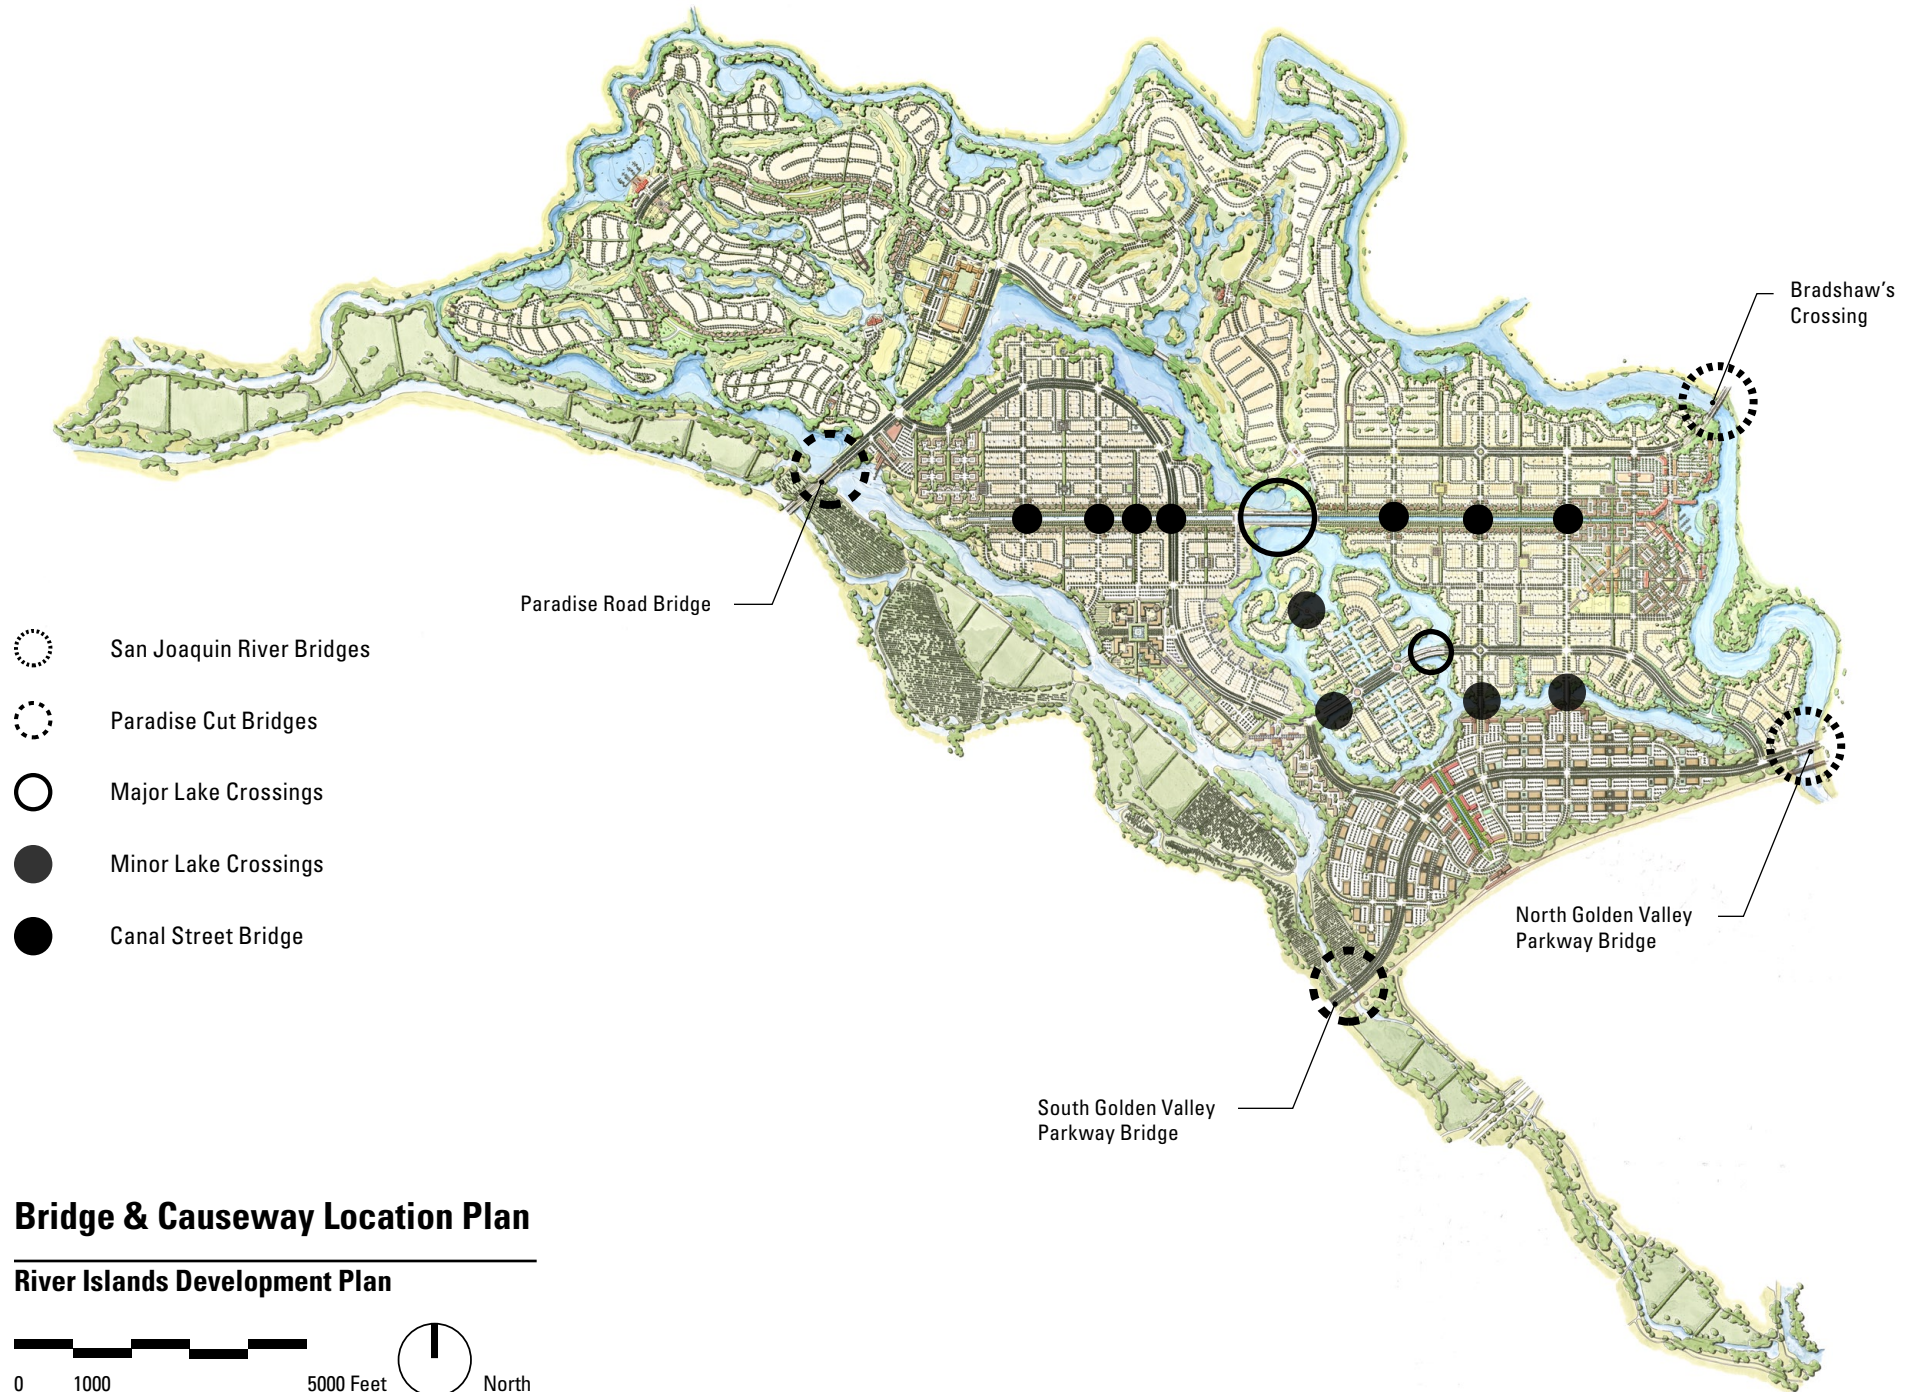 Bradshaw's
Crossing
Paradise Road Bridge
San Joaquin River Bridges
Paradise Cut Bridges
Major Lake Crossings
Minor Lake Crossings
Canal Street Bridge
North Golden Valley
Parkway Bridge
South Golden Valley
Parkway Bridge
Bridge & Causeway Location Plan
River Islands Development Plan
0 1000 5000 Feet North